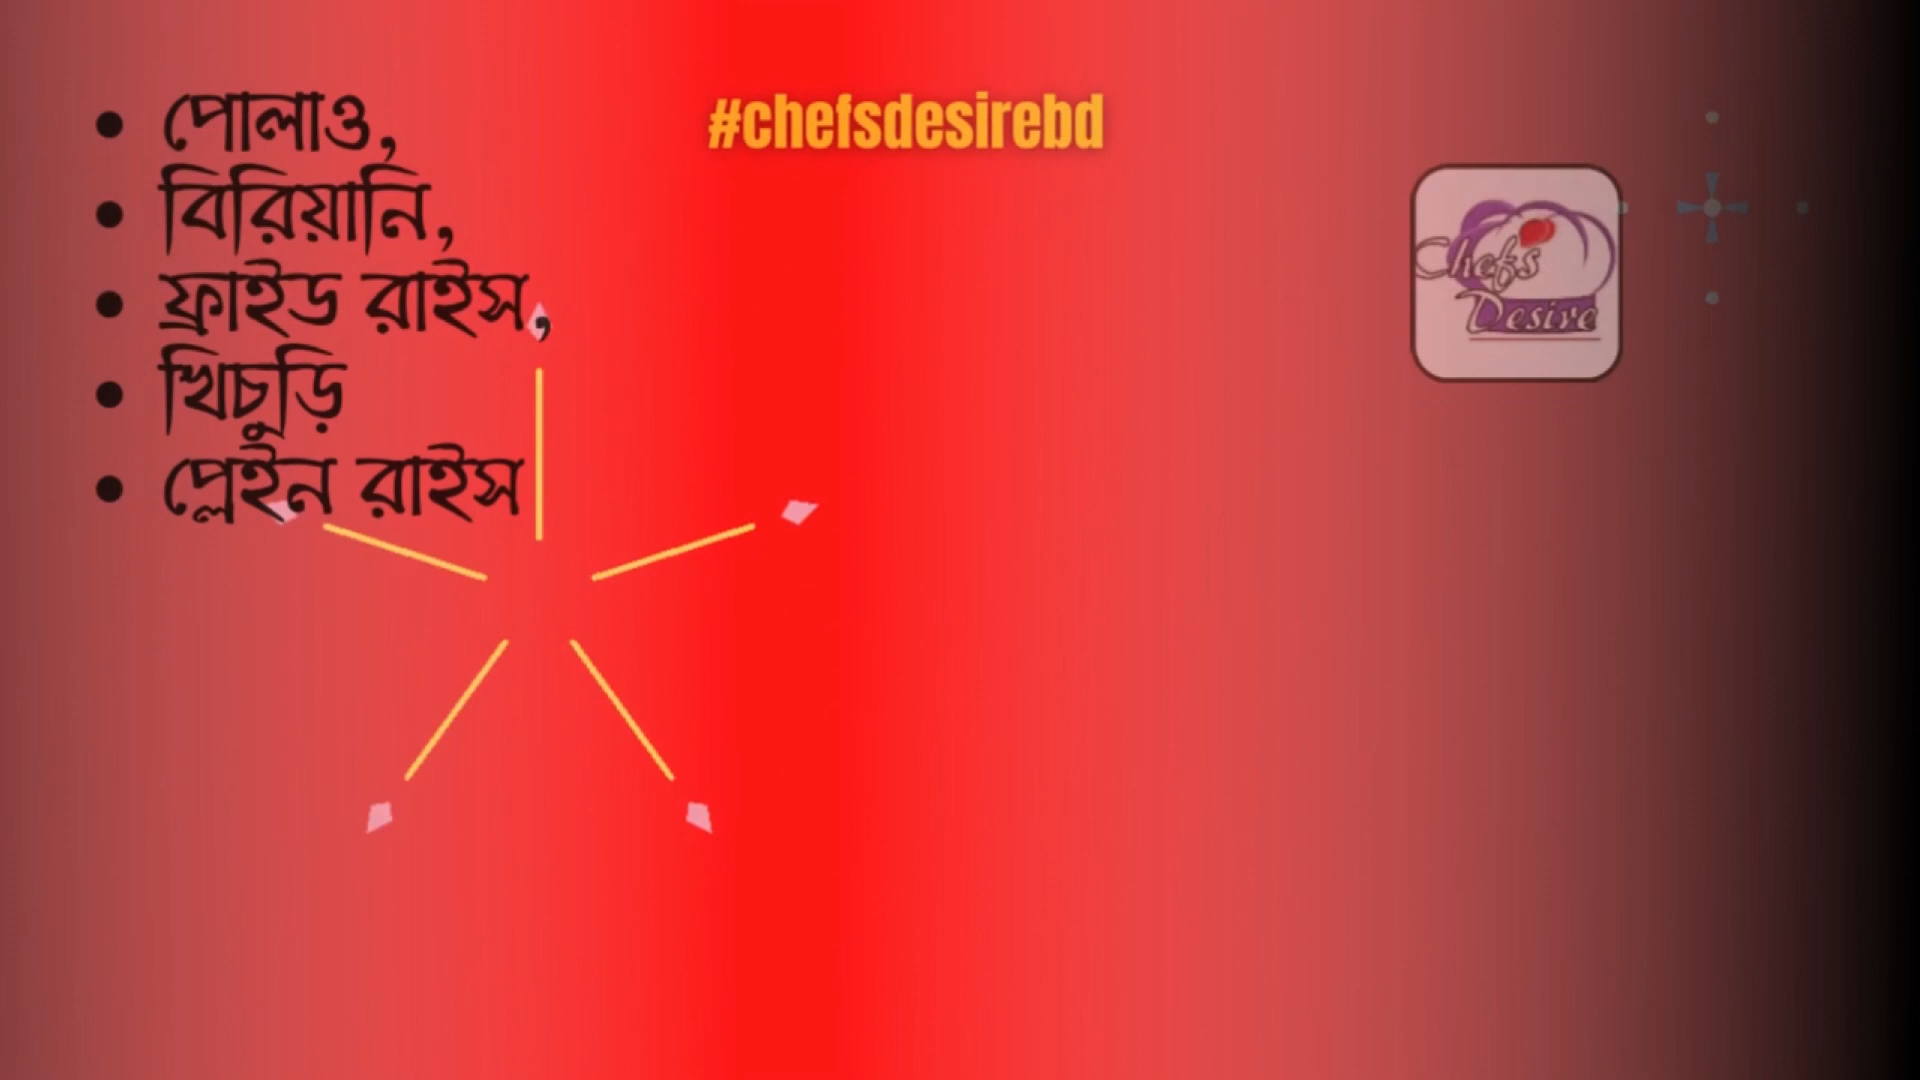 পোলাও,
বিরিয়ানি,
ফ্রাইড রাইস,
খিচুড়ি
প্লেইন রাইস
#chefsdesirebd
Chefs
Desire